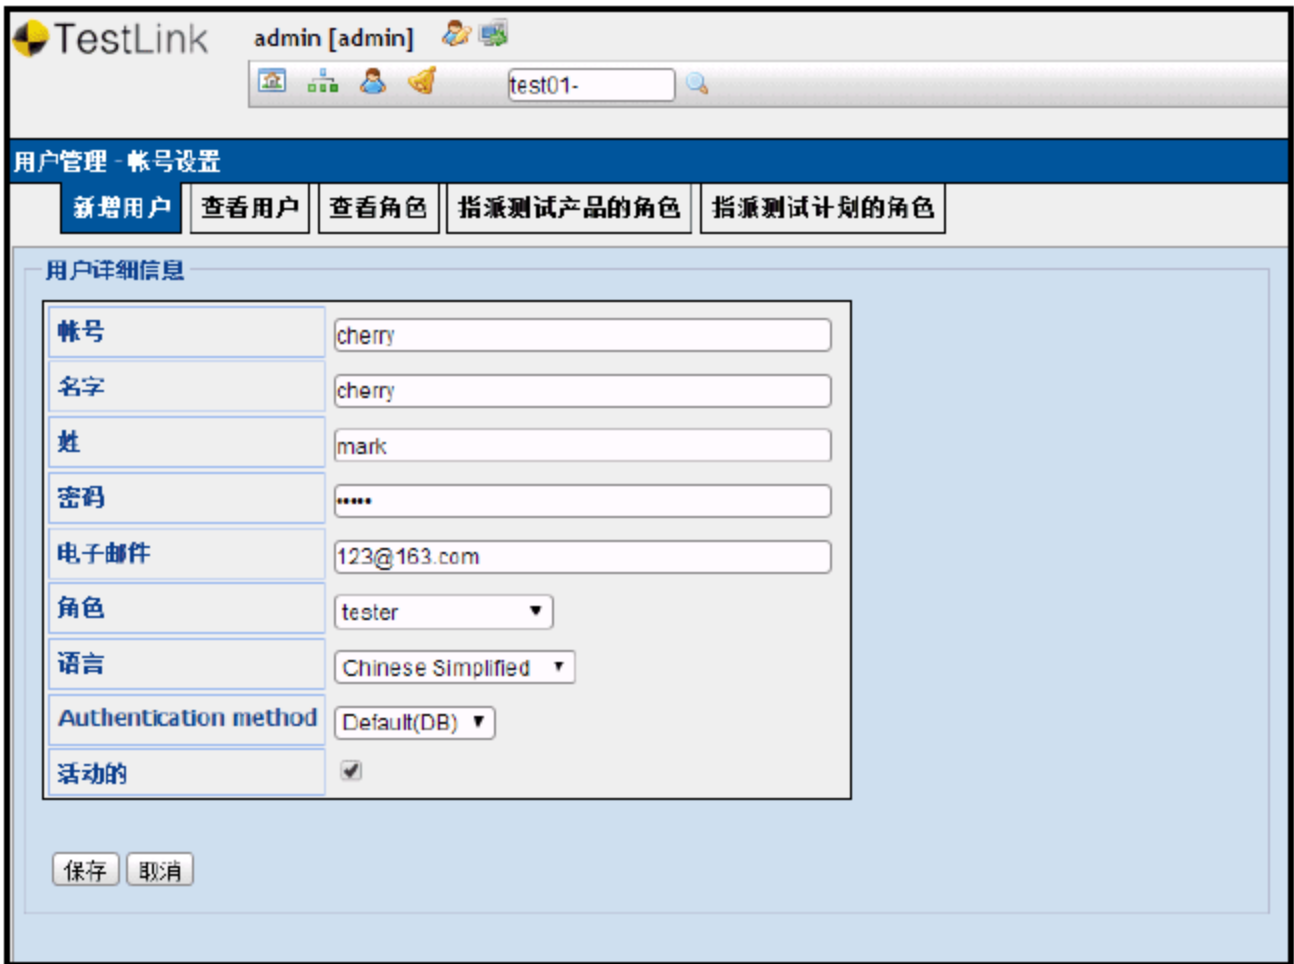 TestLink admin [admin]
test01-
用户管理 - 帐号设置
新增用户 查看用户 查看角色 指派测试产品的角色 指派测试计划的角色
用户详细信息
帐号 cherry
名字 cherry
姓 mark
密码 •••••
电子邮件 123@163.com
角色 tester
语言 Chinese Simplified
Authentication method Default(DB)
活动的
保存 取消